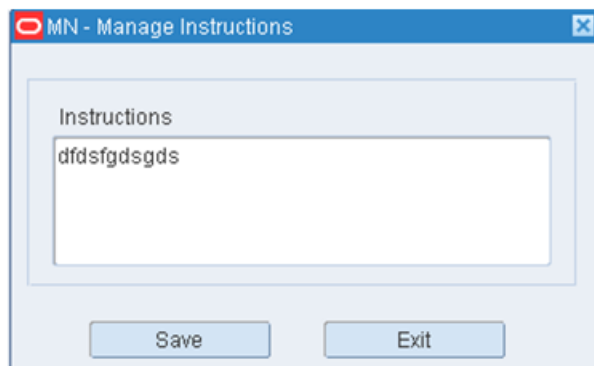 MN - Manage Instructions
Instructions
dfdsfgdsgds
Save Exit